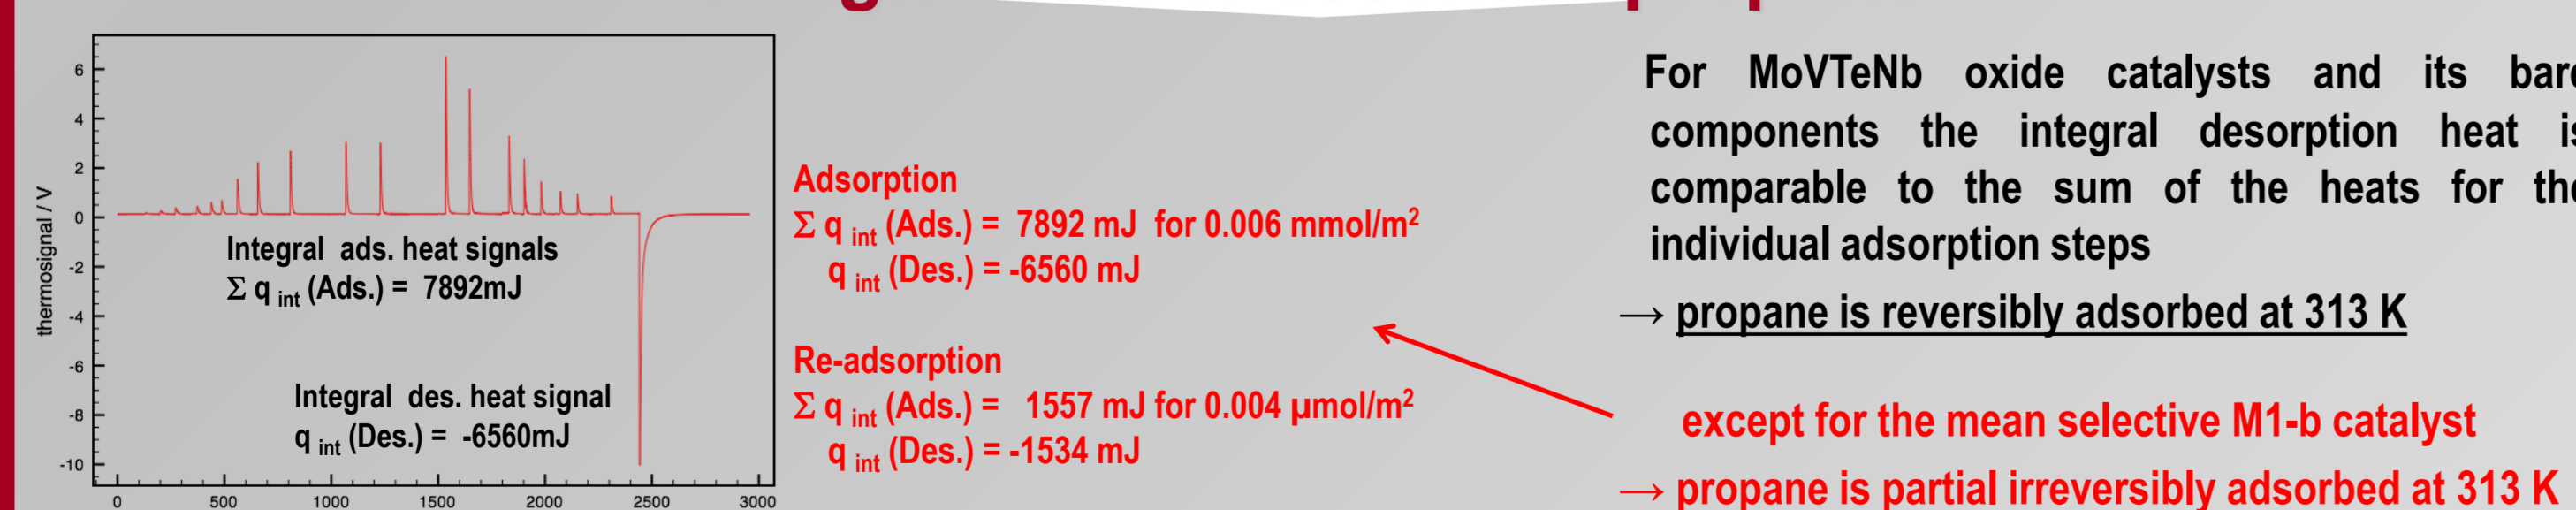 6
4
2
0
-2
-4
-6
-8
-10
thermosignal / V
0 500 1000 1500 2000 2500 3000
Integral ads. heat signals
Σ q int (Ads.) = 7892mJ
Integral des. heat signal
q int (Des.) = -6560mJ
Adsorption
Σ q int (Ads.) = 7892 mJ for 0.006 mmol/m²
q int (Des.) = -6560 mJ
Re-adsorption
Σ q int (Ads.) = 1557 mJ for 0.004 µmol/m²
q int (Des.) = -1534 mJ
For MoVTeNb oxide catalysts and its
components the integral desorption heat
comparable to the sum of the heats for
individual adsorption steps
→ propane is reversibly adsorbed at 313 K
except for the mean selective M1-b catalyst
→ propane is partial irreversibly adsorbed at 313 K